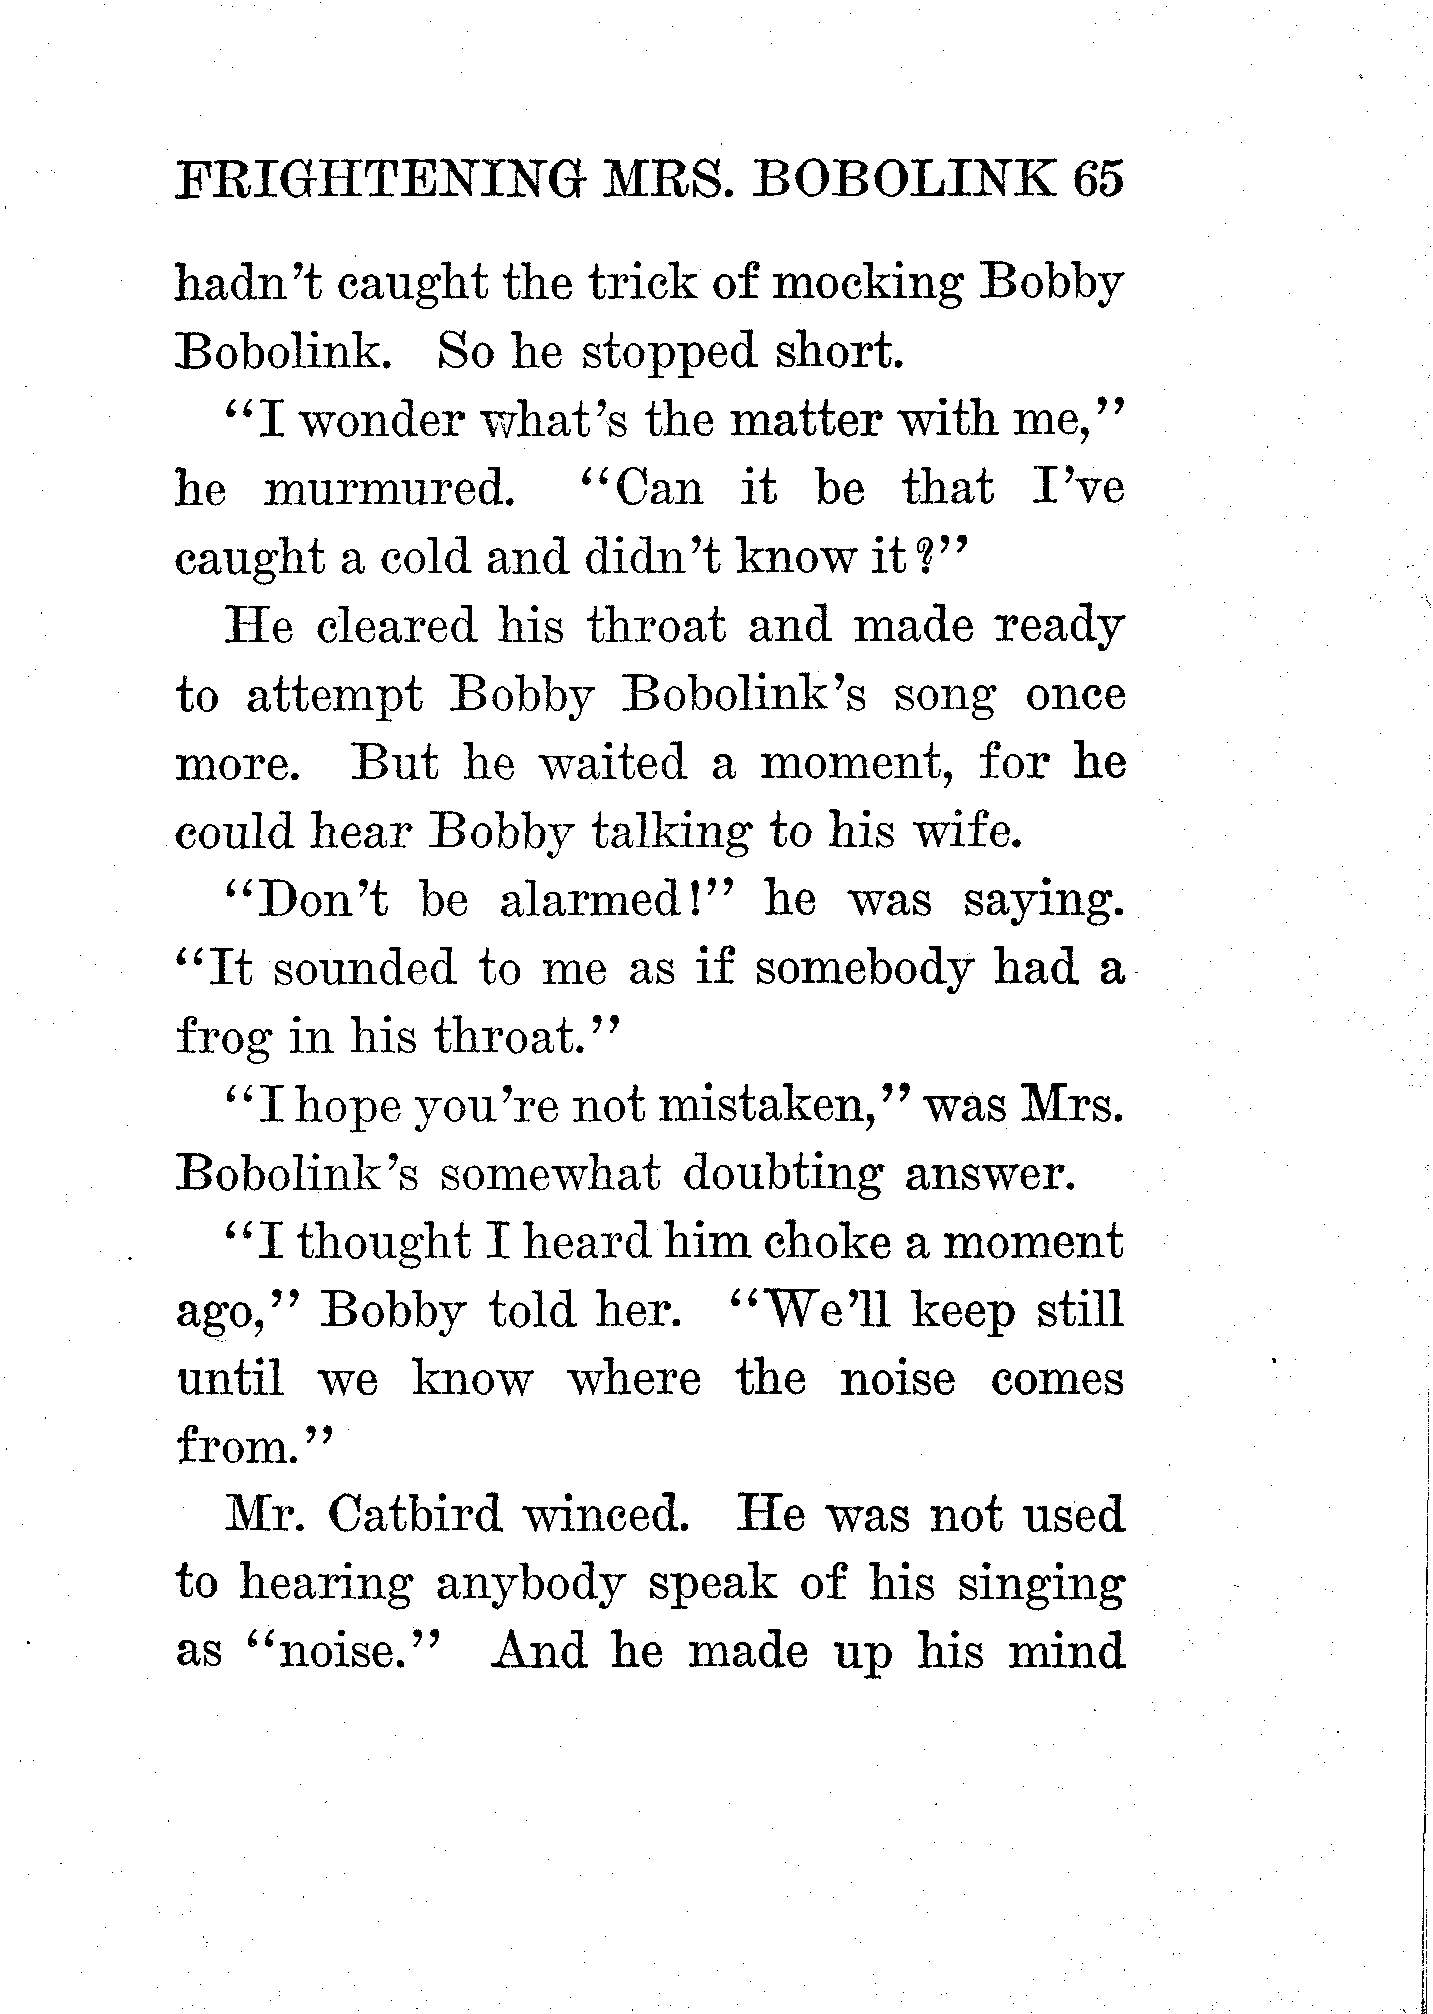 FRIGHTENING MRS. BOBOLINK 65
hadn't caught the trick of mocking Bobby
Bobolink. So he stopped short.
"I wonder what's the matter with me,"
he murmured. "Can it be that I've
caught a cold and didn't know it?"
He cleared his throat and made ready
to attempt Bobby Bobolink's song once
more. But he waited a moment, for he
could hear Bobby talking to his wife.
"Don't be alarmed!" he was saying.
"It sounded to me as if somebody had a
frog in his throat."
"I hope you're not mistaken," was Mrs.
Bobolink's somewhat doubting answer.
"I thought I heard him choke a moment
ago," Bobby told her. "We'll keep still
until we know where the noise comes
from."
Mr. Catbird winced. He was not used
to hearing anybody speak of his singing
as "noise." And he made up his mind